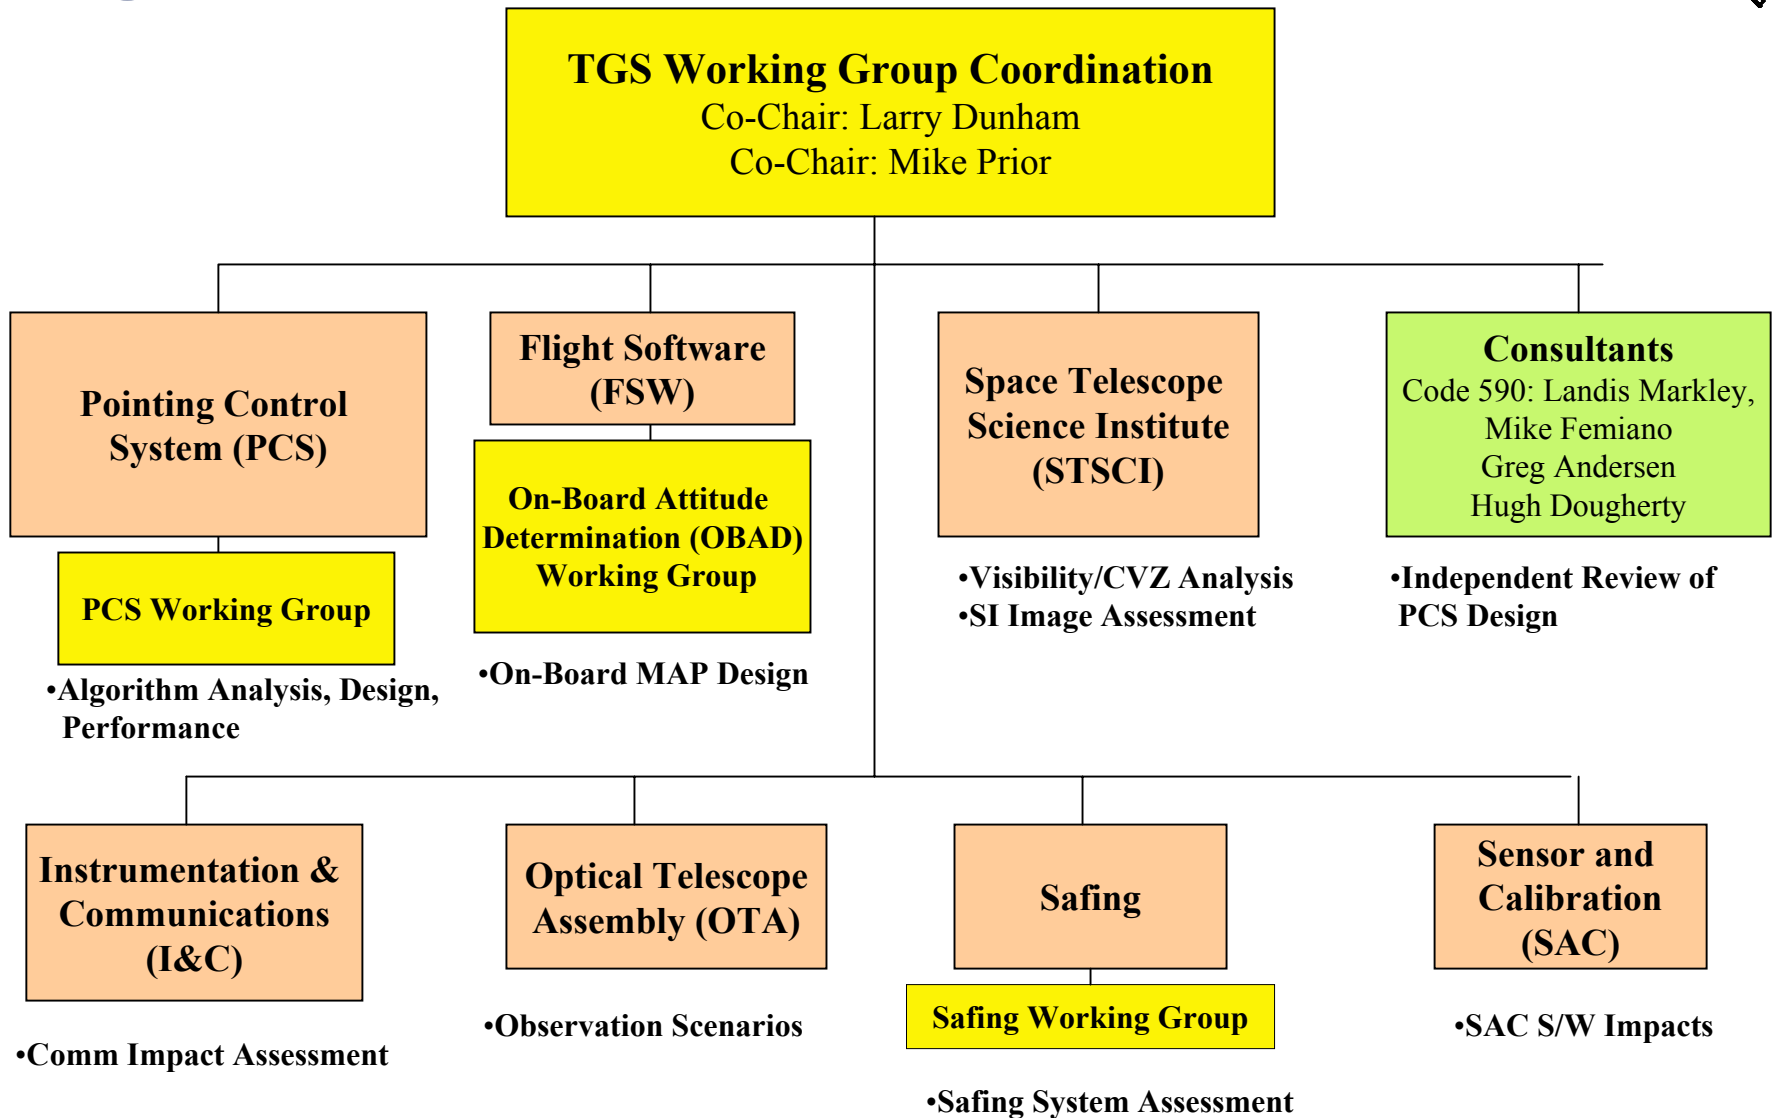 TGS Working Group Coordination
Co-Chair: Larry Dunham
Co-Chair: Mike Prior
Pointing Control
System (PCS)
PCS Working Group
•Algorithm Analysis, Design,
Performance
Flight Software
(FSW)
On-Board Attitude
Determination (OBAD)
Working Group
•On-Board MAP Design
Space Telescope
Science Institute
(STSCI)
•Visibility/CVZ Analysis
•SI Image Assessment
Consultants
Code 590: Landis Markley,
Mike Femiano
Greg Andersen
Hugh Dougherty
•Independent Review of
PCS Design
Instrumentation &
Communications
(I&C)
•Comm Impact Assessment
Optical Telescope
Assembly (OTA)
•Observation Scenarios
Safing
Safing Working Group
•Safing System Assessment
Sensor and
Calibration
(SAC)
•SAC S/W Impacts